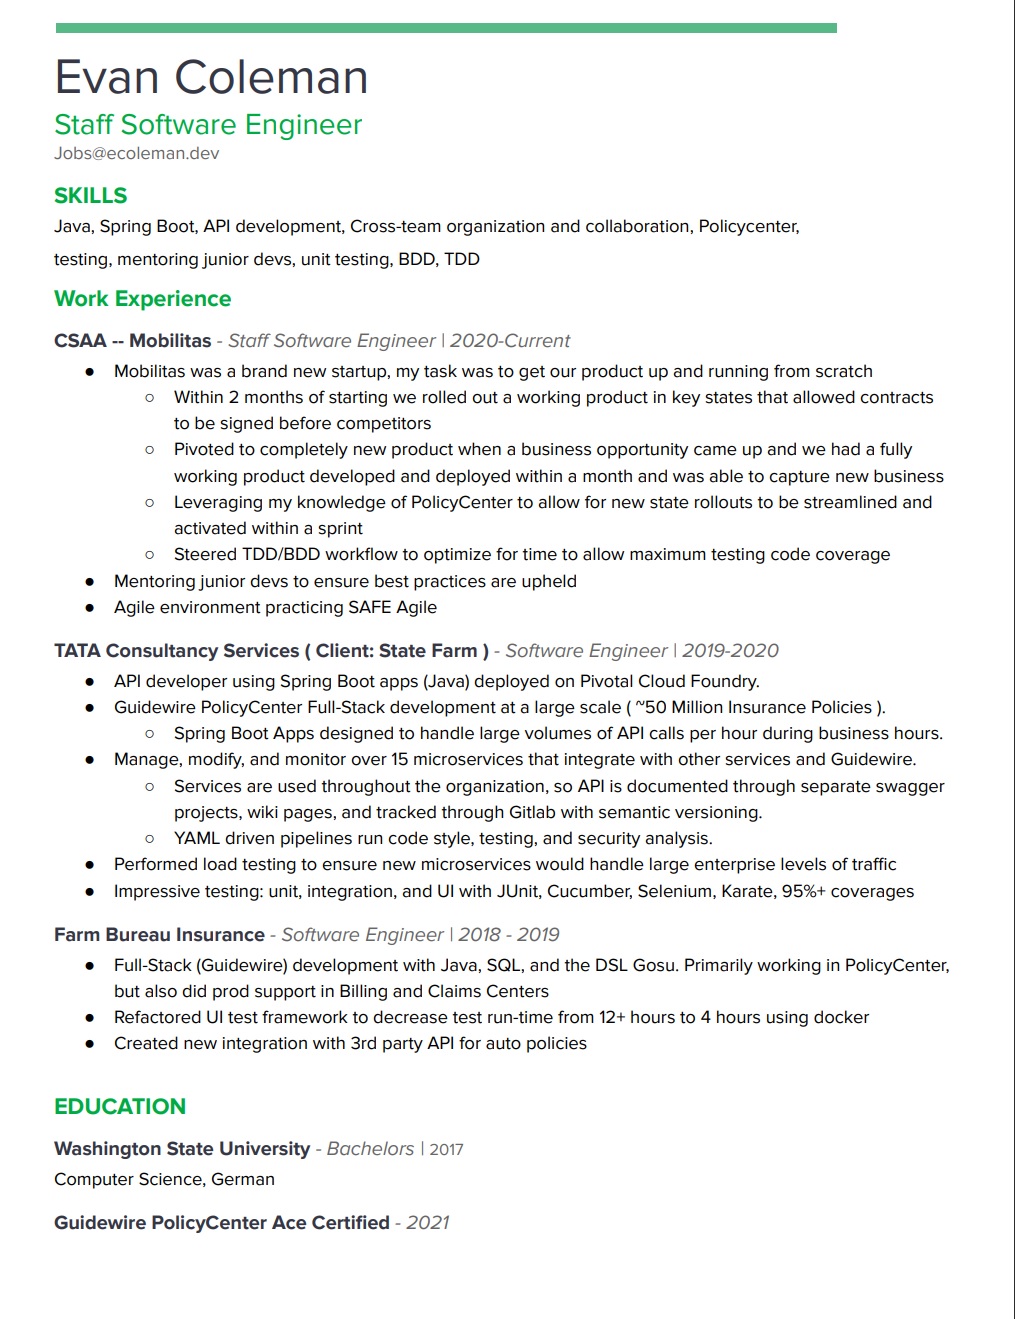 Evan Coleman
Staff Software Engineer
Jobs@ecoleman.dev
SKILLS
Java, Spring Boot, API development, Cross-team organization and collaboration, Policycenter,
testing, mentoring junior devs, unit testing, BDD, TDD
Work Experience
CSAA -- Mobilitas - Staff Software Engineer | 2020-Current
● Mobilitas was a brand new startup, my task was to get our product up and running from scratch
○ Within 2 months of starting we rolled out a working product in key states that allowed contracts
to be signed before competitors
○ Pivoted to completely new product when a business opportunity came up and we had a fully
working product developed and deployed within a month and was able to capture new business
○ Leveraging my knowledge of PolicyCenter to allow for new state rollouts to be streamlined and
activated within a sprint
○ Steered TDD/BDD workflow to optimize for time to allow maximum testing code coverage
● Mentoring junior devs to ensure best practices are upheld
● Agile environment practicing SAFE Agile
TATA Consultancy Services ( Client: State Farm ) - Software Engineer | 2019-2020
● API developer using Spring Boot apps (Java) deployed on Pivotal Cloud Foundry.
● Guidewire PolicyCenter Full-Stack development at a large scale ( ~50 Million Insurance Policies ).
○ Spring Boot Apps designed to handle large volumes of API calls per hour during business hours.
● Manage, modify, and monitor over 15 microservices that integrate with other services and Guidewire.
○ Services are used throughout the organization, so API is documented through separate swagger
projects, wiki pages, and tracked through Gitlab with semantic versioning.
○ YAML driven pipelines run code style, testing, and security analysis.
● Performed load testing to ensure new microservices would handle large enterprise levels of traffic
● Impressive testing: unit, integration, and UI with JUnit, Cucumber, Selenium, Karate, 95%+ coverages
Farm Bureau Insurance - Software Engineer | 2018 - 2019
● Full-Stack (Guidewire) development with Java, SQL, and the DSL Gosu. Primarily working in PolicyCenter,
but also did prod support in Billing and Claims Centers
● Refactored UI test framework to decrease test run-time from 12+ hours to 4 hours using docker
● Created new integration with 3rd party API for auto policies
EDUCATION
Washington State University - Bachelors | 2017
Computer Science, German
Guidewire PolicyCenter Ace Certified - 2021